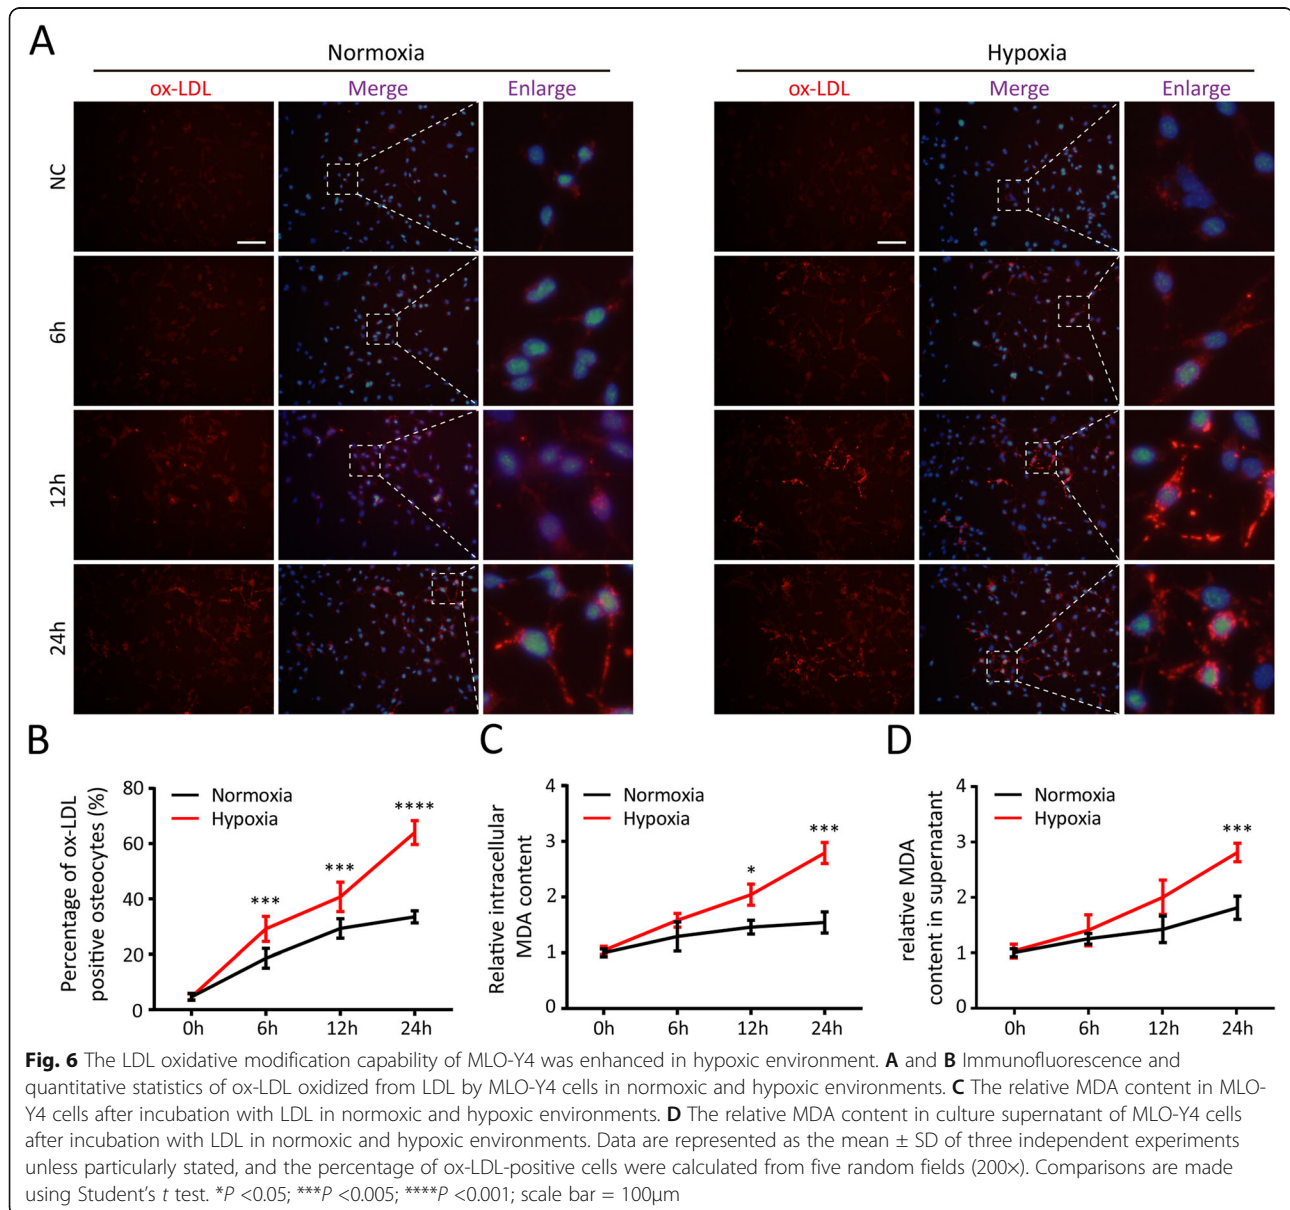 A
Normoxia
Hypoxia
ox-LDL Merge Enlarge
ox-LDL Merge Enlarge
NC
6h
12h
24h
B
C
D
Percentage of ox-LDL
positive osteocytes (%)
80
60
40
20
0
Normoxia
Hypoxia
***
***
****
0h 6h 12h 24h
Relative intracellular
MDA content
4
3
2
1
0
Normoxia
Hypoxia
*
***
0h 6h 12h 24h
relative MDA
content in supernatant
4
3
2
1
0
Normoxia
Hypoxia
***
0h 6h 12h 24h
Fig. 6 The LDL oxidative modification capability of MLO-Y4 was enhanced in hypoxic environment. A and B Immunofluorescence and
quantitative statistics of ox-LDL oxidized from LDL by MLO-Y4 cells in normoxic and hypoxic environments. C The relative MDA content in MLO-
Y4 cells after incubation with LDL in normoxic and hypoxic environments. D The relative MDA content in culture supernatant of MLO-Y4 cells
after incubation with LDL in normoxic and hypoxic environments. Data are represented as the mean ± SD of three independent experiments
unless particularly stated, and the percentage of ox-LDL-positive cells were calculated from five random fields (200×). Comparisons are made
using Student's t test. *P <0.05; ***P <0.005; ****P <0.001; scale bar = 100μm